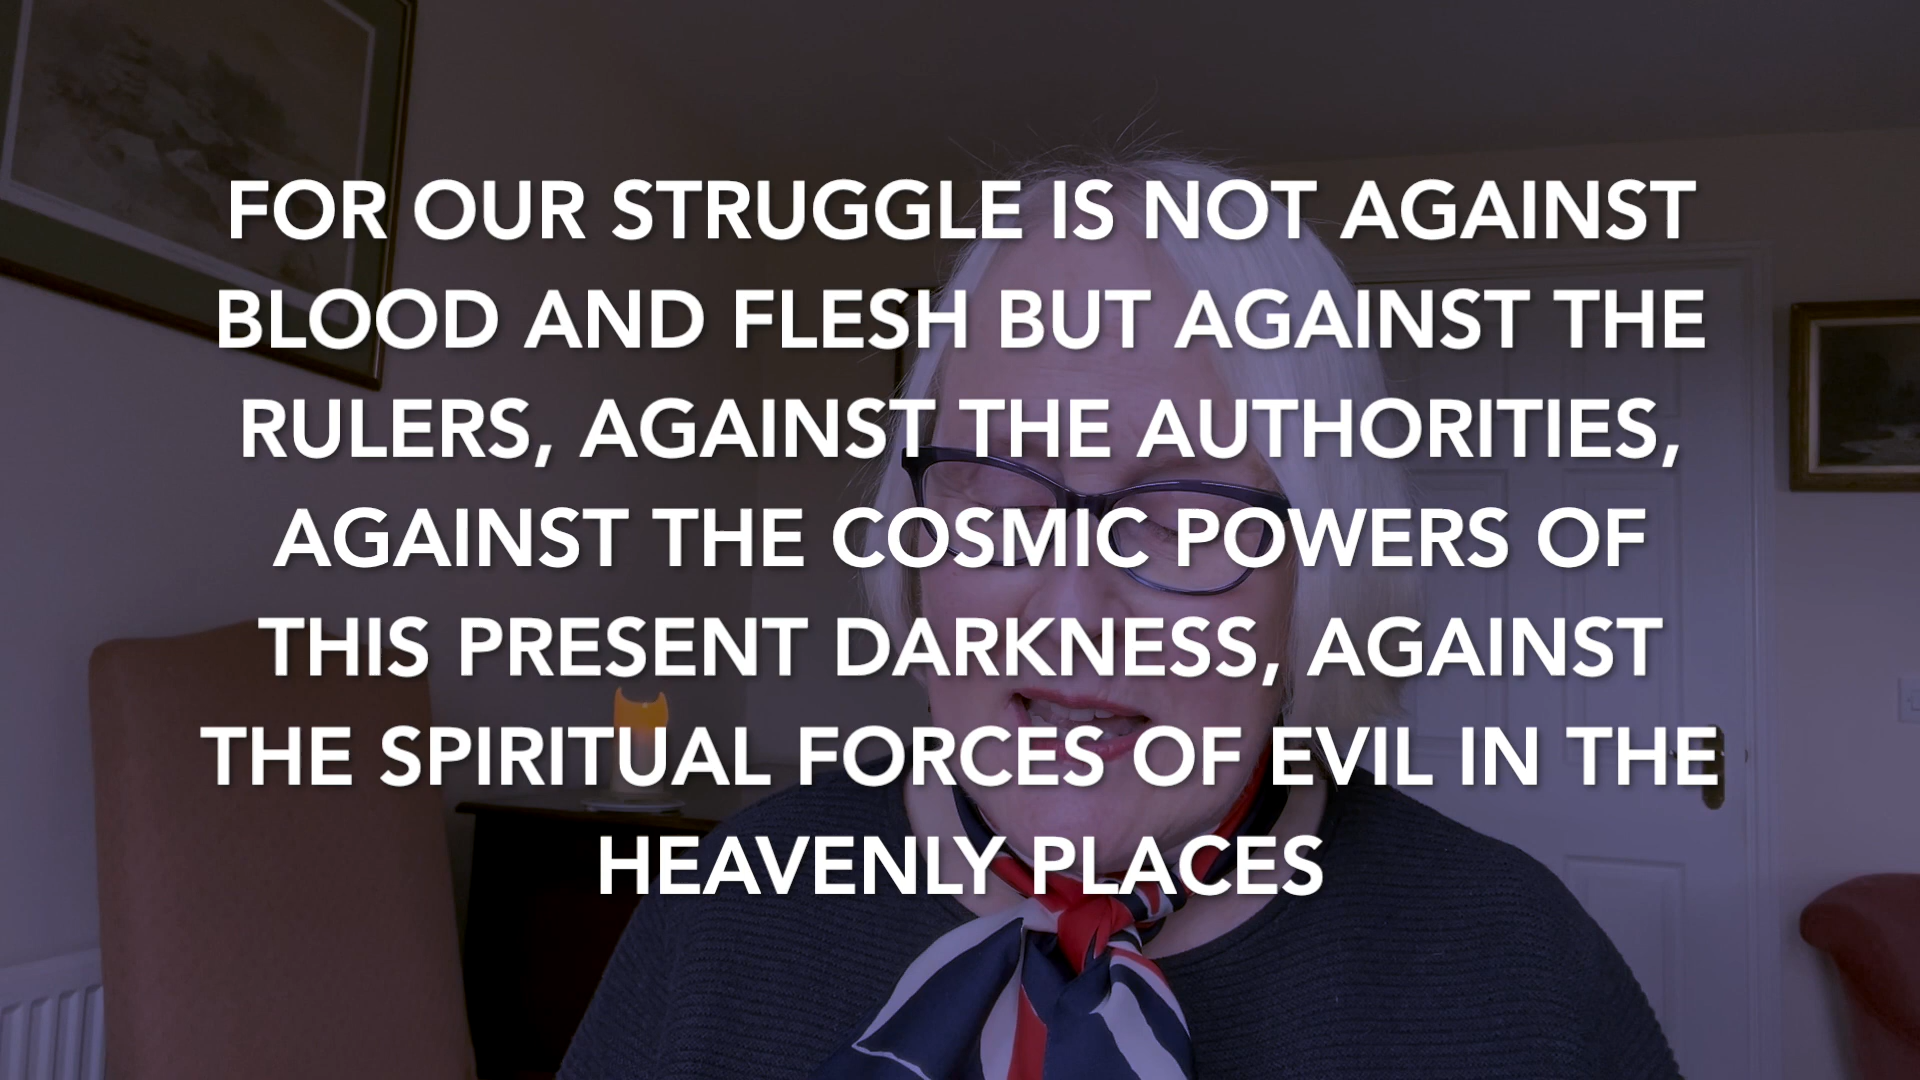 FOR OUR STRUGGLE IS NOT AGAINST
BLOOD AND FLESH BUT AGAINST THE
RULERS, AGAINST THE AUTHORITIES,
AGAINST THE COSMIC POWERS OF
THIS PRESENT DARKNESS, AGAINST
THE SPIRITUAL FORCES OF EVIL IN THE
HEAVENLY PLACES